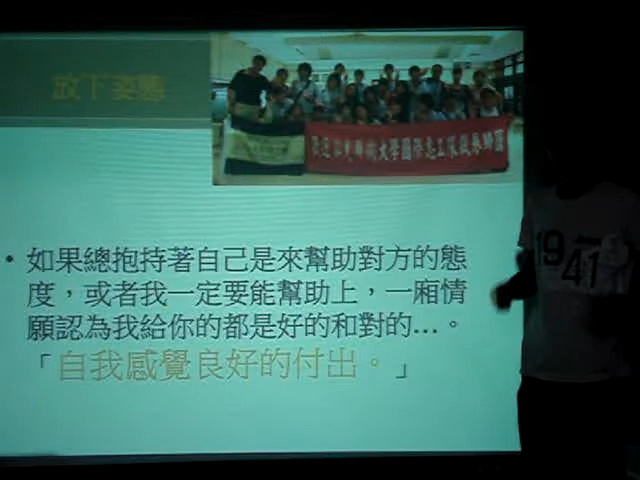 放下姿態
如果總抱持著自己是來幫助對方的態
度，或者我一定要能幫助上，一廂情
願認為我給你的都是好的和對的…。
「自我感覺良好的付出。」
19
41